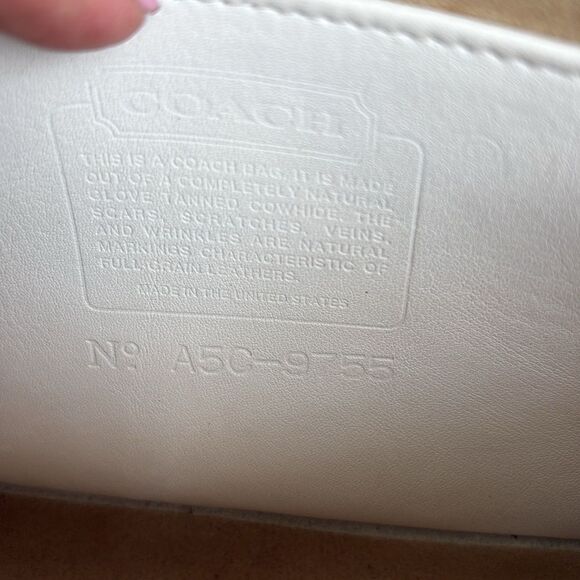 COACH
THIS IS A COACH BAG. IT IS MADE
OUT OF A COMPLETELY NATURAL
GLOVE TANNED COWHIDE. THE
SCARS, SCRATCHES, VEINS,
AND WRINKLES ARE NATURAL
MARKINGS CHARACTERISTIC OF
FULL GRAIN LEATHERS.
MADE IN THE UNITED STATES
No: A5C-9755